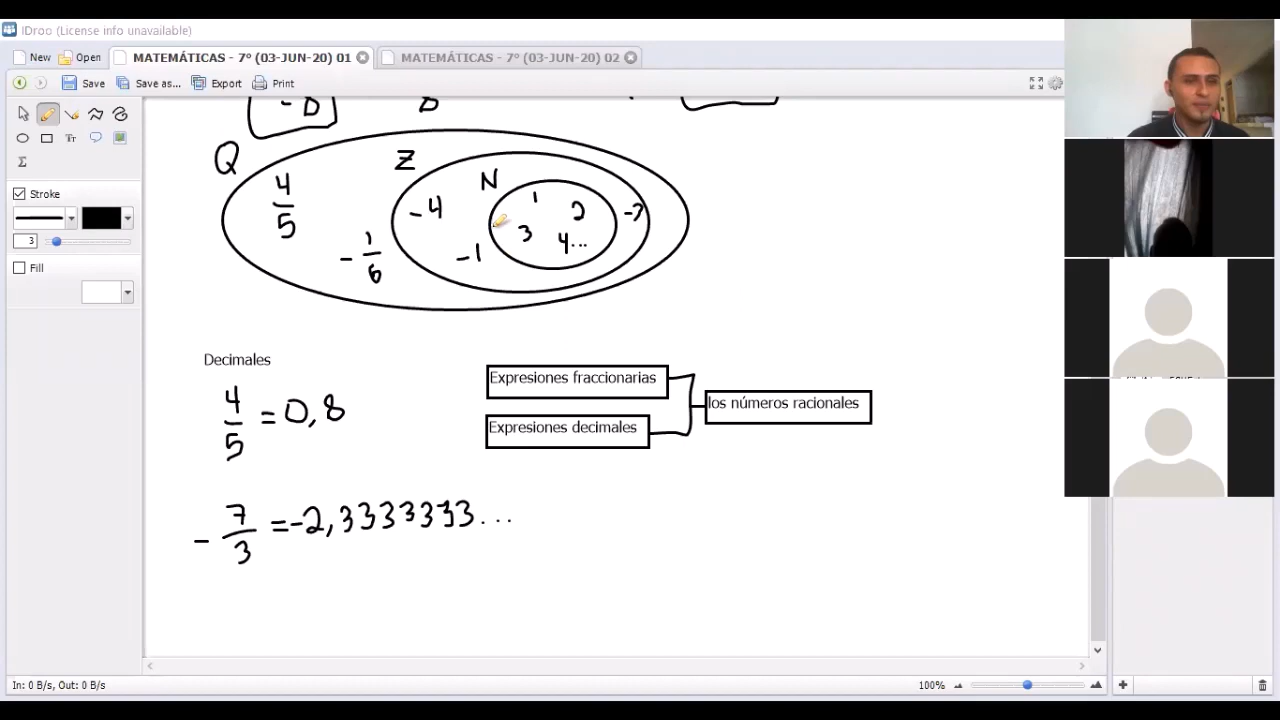 IDroo (License info unavailable)
New Open MATEMÁTICAS - 7º (03-JUN-20) 01 MATEMÁTICAS - 7º (03-JUN-20) 02
Save Save as... Export Print
Q Z N
4/5 -4 1 2 -7
-1/6 -1 3 4...
Stroke
3
Fill
Decimales
4/5 = 0,8
Expresiones fraccionarias
los números racionales
Expresiones decimales
- 7/3 = -2,3333333...
In: 0 B/s, Out: 0 B/s 100%